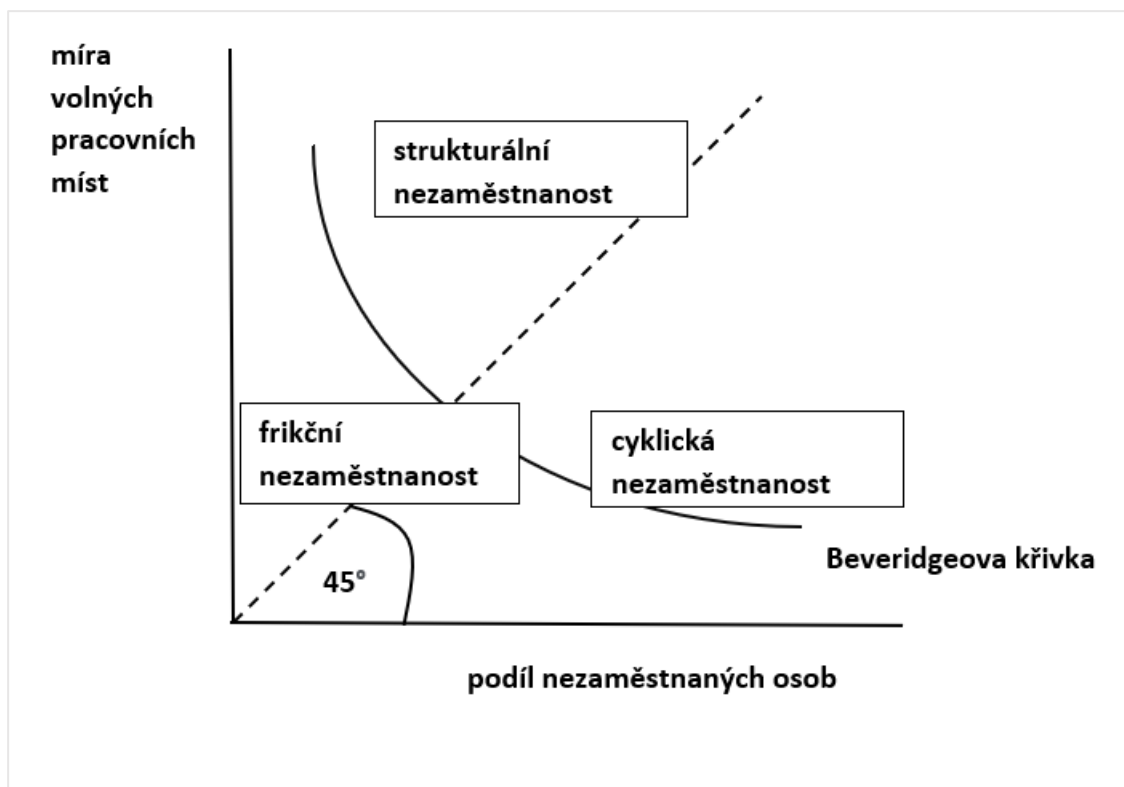 míra
volných
pracovních
míst
strukturální
nezaměstnanost
frikční
nezaměstnanost
cyklická
nezaměstnanost
45°
Beveridgeova křivka
podíl nezaměstnaných osob